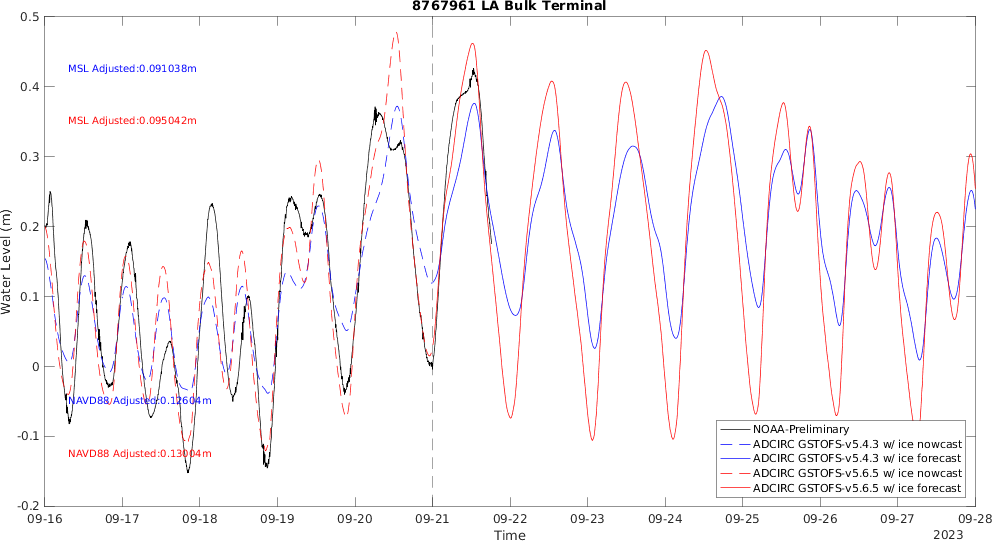 8767961 LA Bulk Terminal
0.5
MSL Adjusted:0.091038m
0.4
MSL Adjusted:0.095042m
0.3
0.2
Water Level (m)
0.1
0
NAVD88 Adjusted:0.12604m
-0.1
NOAA-Preliminary
ADCIRC GSTOFS-v5.4.3 w/ ice nowcast
NAVD88 Adjusted:0.13004m
ADCIRC GSTOFS-v5.4.3 w/ ice forecast
ADCIRC GSTOFS-v5.6.5 w/ ice nowcast
ADCIRC GSTOFS-v5.6.5 w/ ice forecast
-0.2
09-16 09-17 09-18 09-19 09-20 09-21 09-22 09-23 09-24 09-25 09-26 09-27 09-28
Time
2023